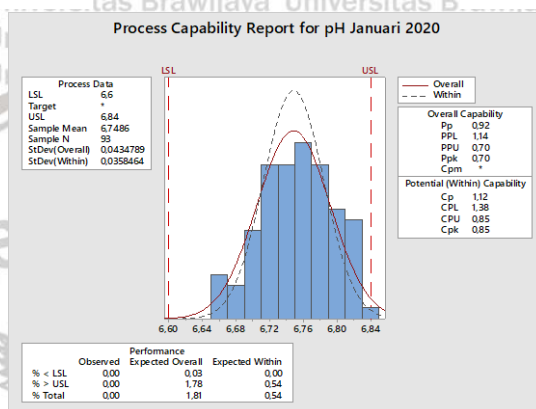 Universitas Brawijaya Universitas Brawijaya
Process Capability Report for pH Januari 2020
LSL USL
Process Data
LSL 6,6
Target *
USL 6,84
Sample Mean 6,7486
Sample N 93
StDev(Overall) 0,0434789
StDev(Within) 0,0358464
Overall
Within
Overall Capability
Pp 0,92
PPL 1,14
PPU 0,70
Ppk 0,70
Cpm *
Potential (Within) Capability
Cp 1,12
CPL 1,38
CPU 0,85
Cpk 0,85
6,60 6,64 6,68 6,72 6,76 6,80 6,84
Performance
Observed Expected Overall Expected Within
% < LSL 0,00 0,03 0,00
% > USL 0,00 1,78 0,54
% Total 0,00 1,81 0,54